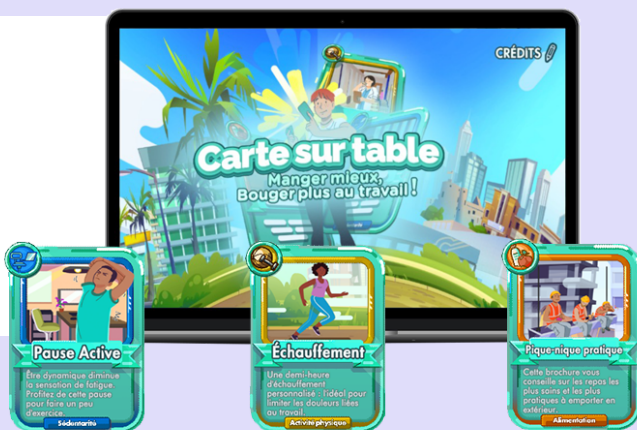 CRÉDITS
Carte sur table
Manger mieux,
Bouger plus au travail !
Pause Active
Être dynamique diminue
la sensation de fatigue
Profitez de cette pause
pour faire un peu
d'exercice.
Sédentarité
Échauffement
Une demi-heure
d'échauffement
personnalisé : l'idéal pour
limiter les douleurs liées
au travail.
Activité physique
Pique-nique pratique
Cette brochure vous
conseille sur les repas les
plus sains et les plus
pratiques à emporter en
extérieur.
Alimentation